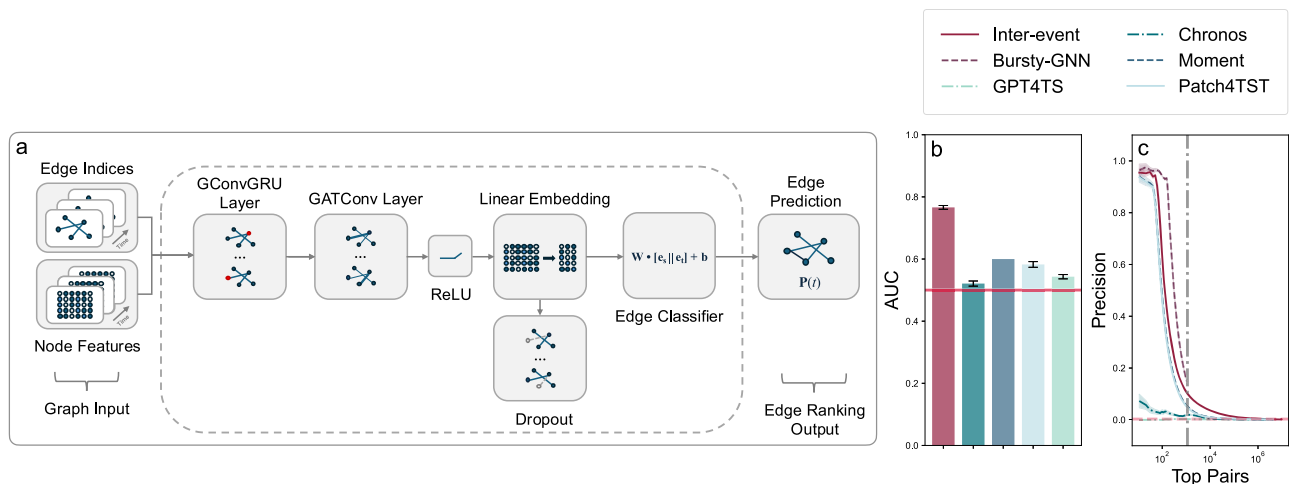 Inter-event
Bursty-GNN
GPT4TS
Chronos
Moment
Patch4TST
a
Edge Indices
Time
Node Features
Time
Graph Input
GConvGRU
Layer
...
GATConv Layer
...
ReLU
Linear Embedding
Dropout
...
W • [e_s || e_t] + b
Edge Classifier
Edge
Prediction
P(t)
Edge Ranking
Output
b
AUC
1.0
0.8
0.6
0.4
0.2
0.0
c
Precision
1.0
0.8
0.6
0.4
0.2
0.0
10^2
10^4
10^6
Top Pairs